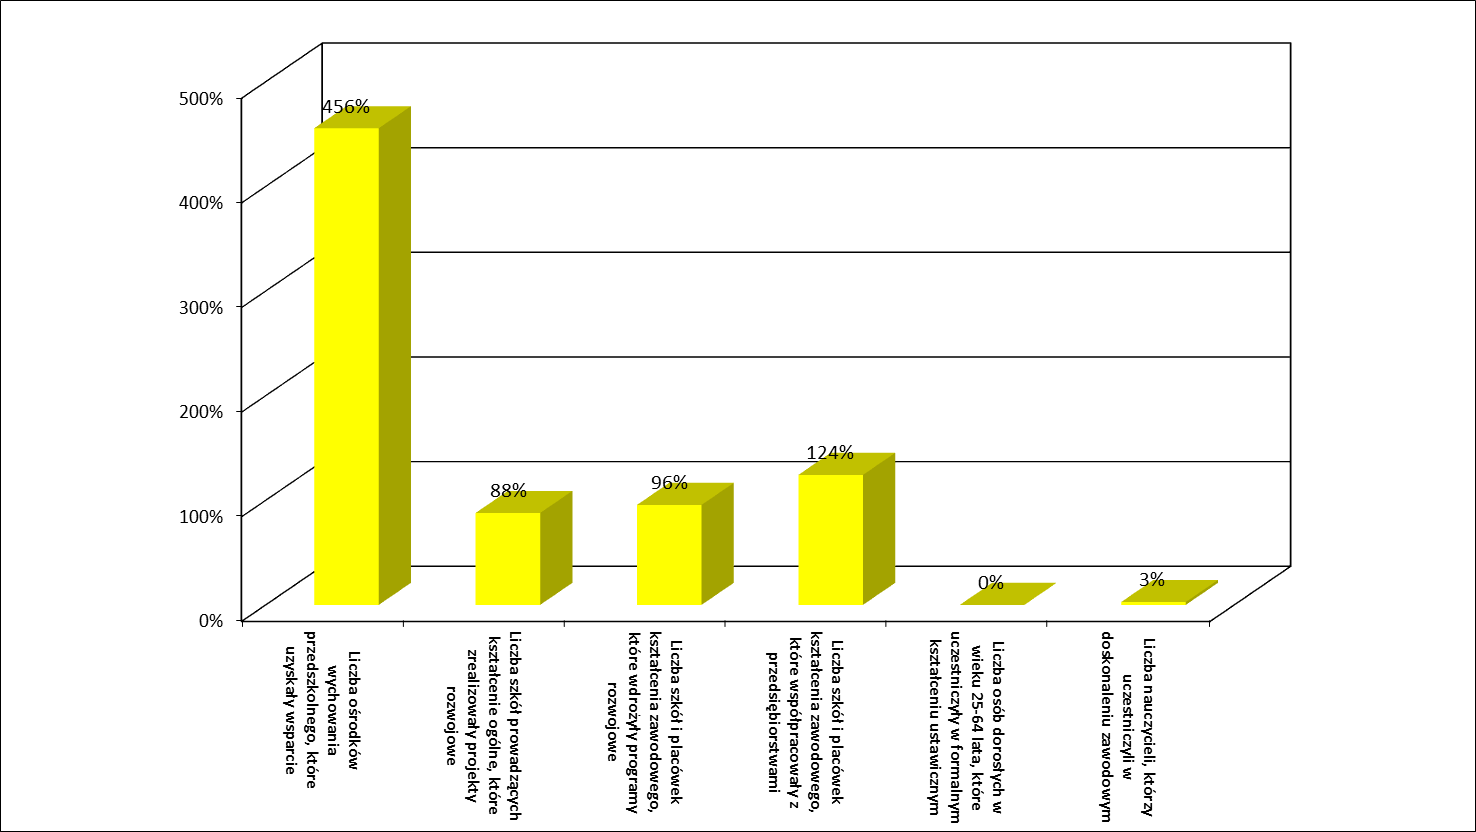 500%
400%
300%
200%
100%
0%
456%
88%
96%
124%
0%
3%
Liczba ośrodków
wychowania
przedszkolnego, które
uzyskały wsparcie
Liczba szkół prowadzących
kształcenie ogólne, które
zrealizowały projekty
rozwojowe
Liczba szkół i placówek
kształcenia zawodowego,
które wdrożyły programy
rozwojowe
Liczba szkół i placówek
kształcenia zawodowego,
które współpracowały z
przedsiębiorstwami
Liczba osób dorosłych w
wieku 25-64 lata, które
uczestniczyły w formalnym
kształceniu ustawicznym
Liczba nauczycieli, którzy
uczestniczyli w
doskonaleniu zawodowym